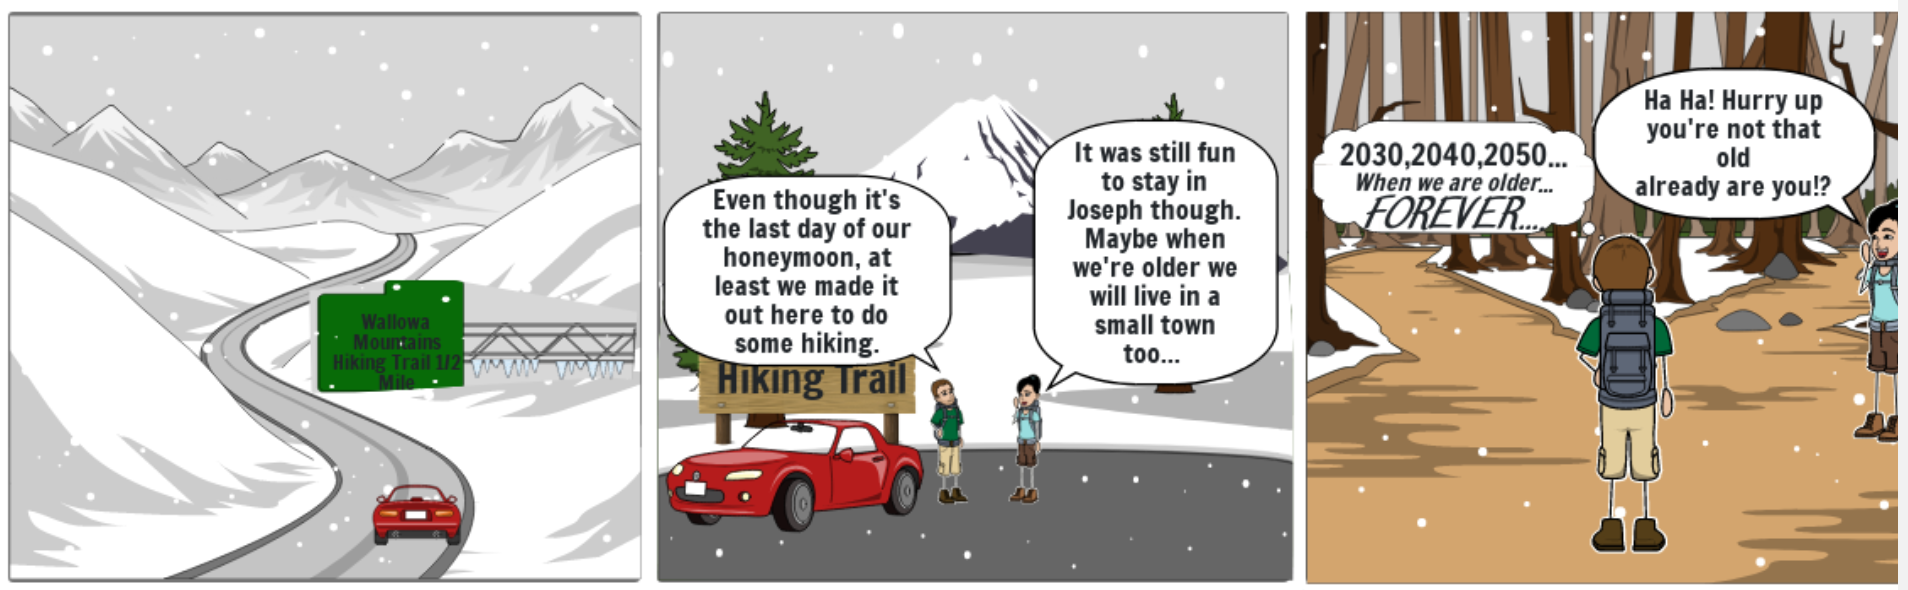 Wallowa
Mountains
Hiking Trail 1/2
Mile
Even though it's
the last day of our
honeymoon, at
least we made it
out here to do
some hiking.
It was still fun
to stay in
Joseph though.
Maybe when
we're older we
will live in a
small town
too...
Hiking Trail
2030,2040,2050...
When we are older...
FOREVER....
Ha Ha! Hurry up
you're not that
old
already are you!?